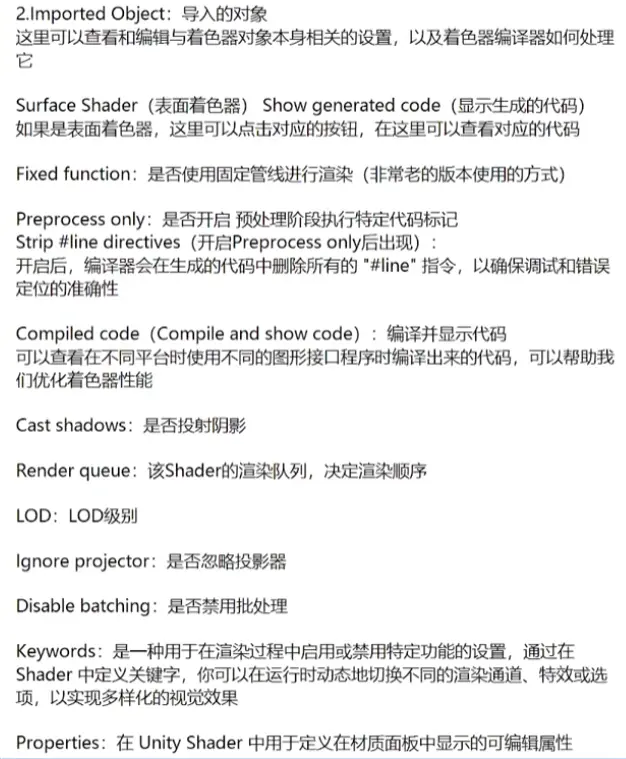 2.Imported Object：导入的对象
这里可以查看和编辑与着色器对象本身相关的设置，以及着色器编译器如何处理
它
Surface Shader（表面着色器） Show generated code（显示生成的代码）
如果是表面着色器，这里可以点击对应的按钮，在这里可以查看对应的代码
Fixed function：是否使用固定管线进行渲染（非常老的版本使用的方式）
Preprocess only：是否开启 预处理阶段执行特定代码标记
Strip #line directives（开启Preprocess only后出现）：
开启后，编译器会在生成的代码中删除所有的 "#line" 指令，以确保调试和错误
定位的准确性
Compiled code（Compile and show code）：编译并显示代码
可以查看在不同平台时使用不同的图形接口程序时编译出来的代码，可以帮助我
们优化着色器性能
Cast shadows：是否投射阴影
Render queue：该Shader的渲染队列，决定渲染顺序
LOD：LOD级别
Ignore projector：是否忽略投影器
Disable batching：是否禁用批处理
Keywords：是一种用于在渲染过程中启用或禁用特定功能的设置，通过在
Shader 中定义关键字，你可以在运行时动态地切换不同的渲染通道、特效或选
项，以实现多样化的视觉效果
Properties：在 Unity Shader 中用于定义在材质面板中显示的可编辑属性